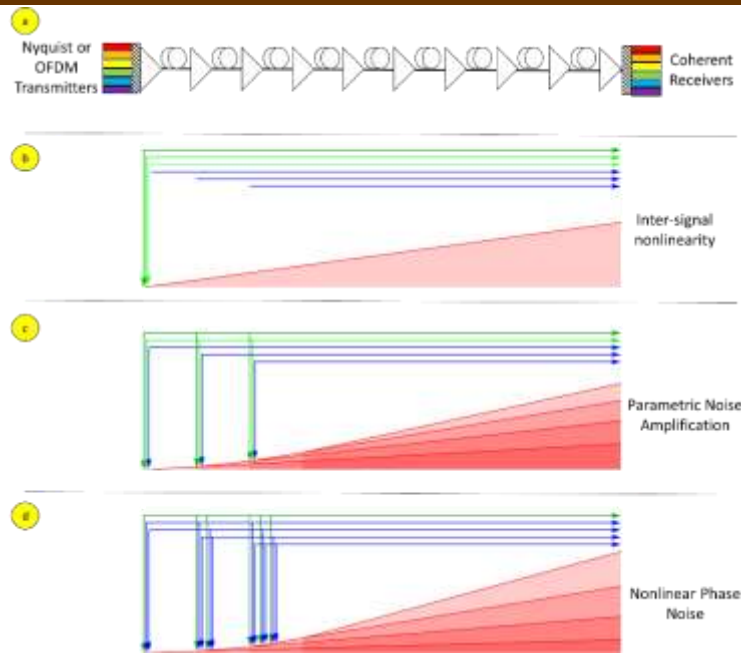 a
Nyquist or
OFDM
Transmitters
Coherent
Receivers
b
Inter-signal
nonlinearity
c
Parametric Noise
Amplification
d
Nonlinear Phase
Noise